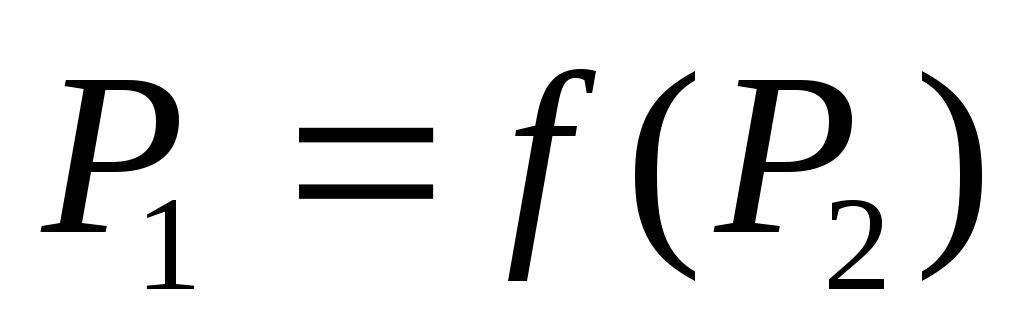 P₁ = f(P₂)